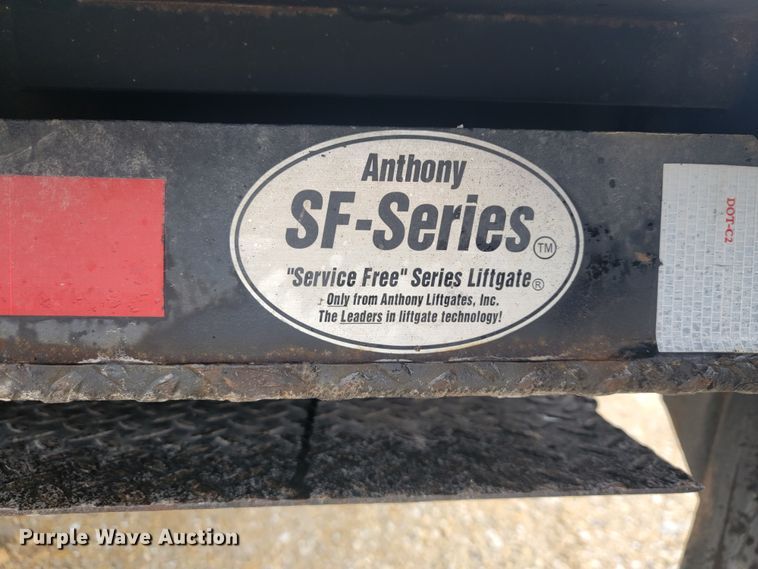 Anthony
SF-Series TM
"Service Free" Series Liftgate®
Only from Anthony Liftgates, Inc.
The Leaders in liftgate technology!
DOT-C2
Purple Wave Auction